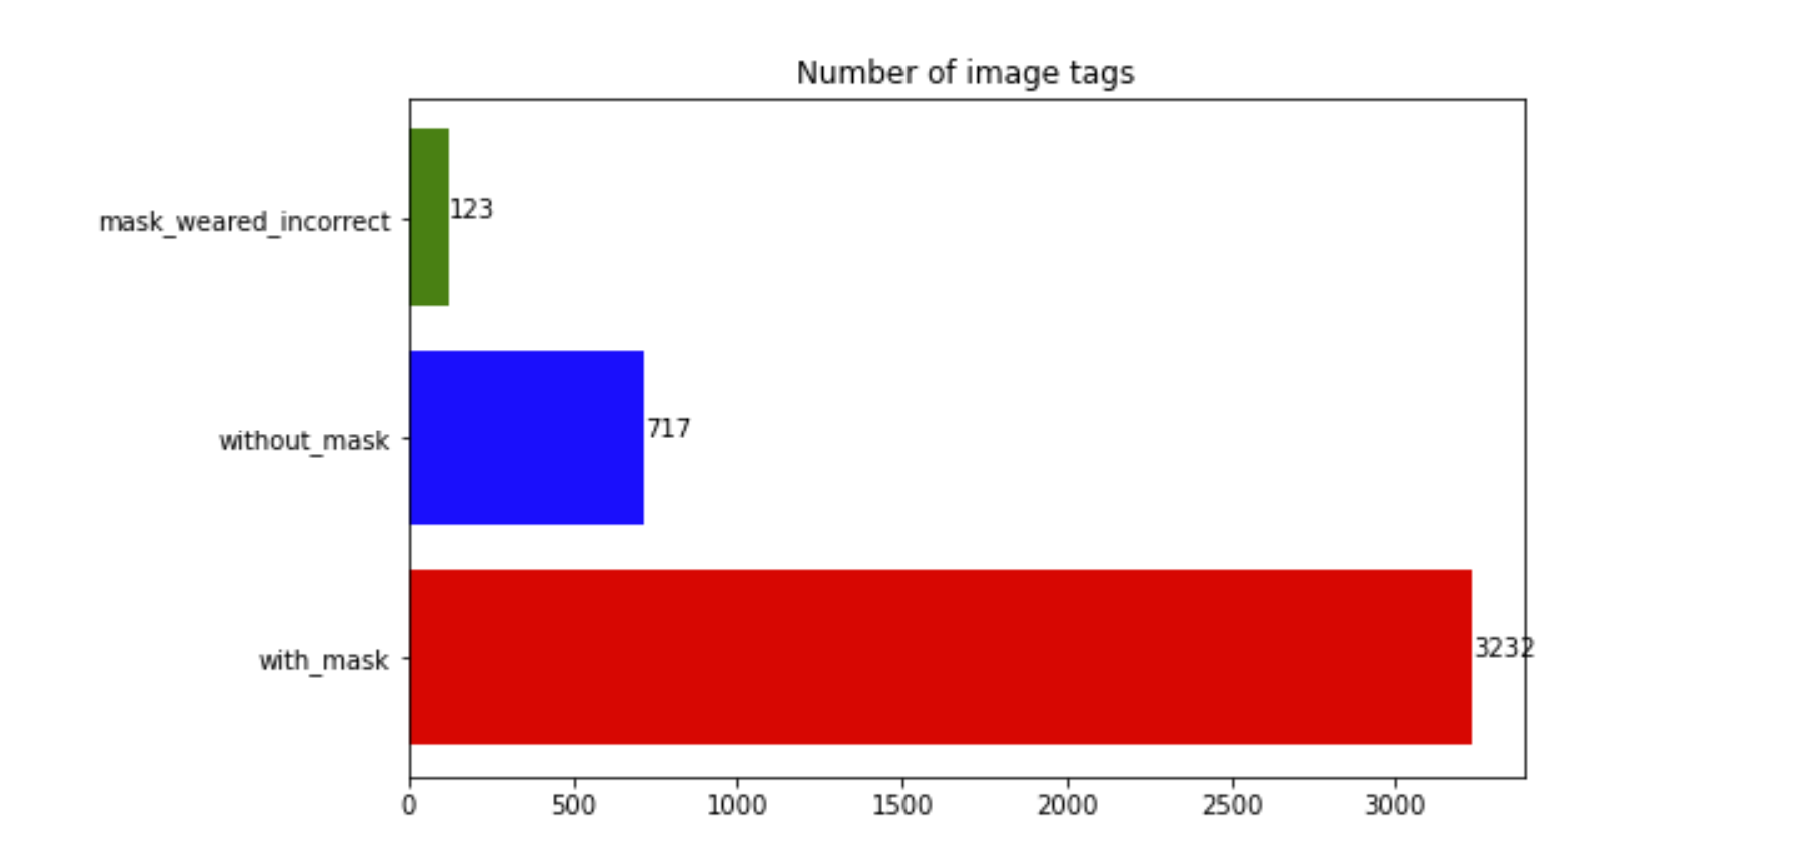 Number of image tags
mask_weared_incorrect
123
without_mask
717
with_mask
3232
0 500 1000 1500 2000 2500 3000